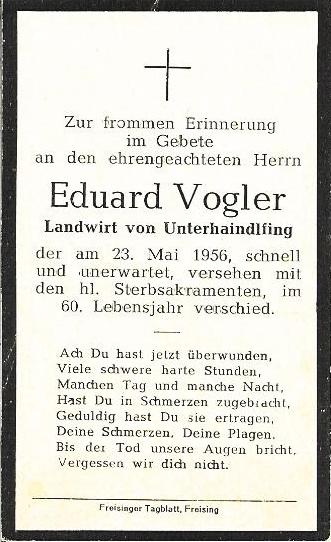 Zur frommen Erinnerung
im Gebete
an den ehrengeachteten Herrn
Eduard Vogler
Landwirt von Unterhaindlfing
der am 23. Mai 1956, schnell
und unerwartet, versehen mit
den hl. Sterbsakramenten, im
60. Lebensjahr verschied.
Ach Du hast jetzt überwunden,
Viele schwere harte Stunden,
Manchen Tag und manche Nacht,
Hast Du in Schmerzen zugebracht,
Geduldig hast Du sie ertragen,
Deine Schmerzen, Deine Plagen.
Bis der Tod unsere Augen bricht,
Vergessen wir dich nicht.
Freisinger Tagblatt, Freising